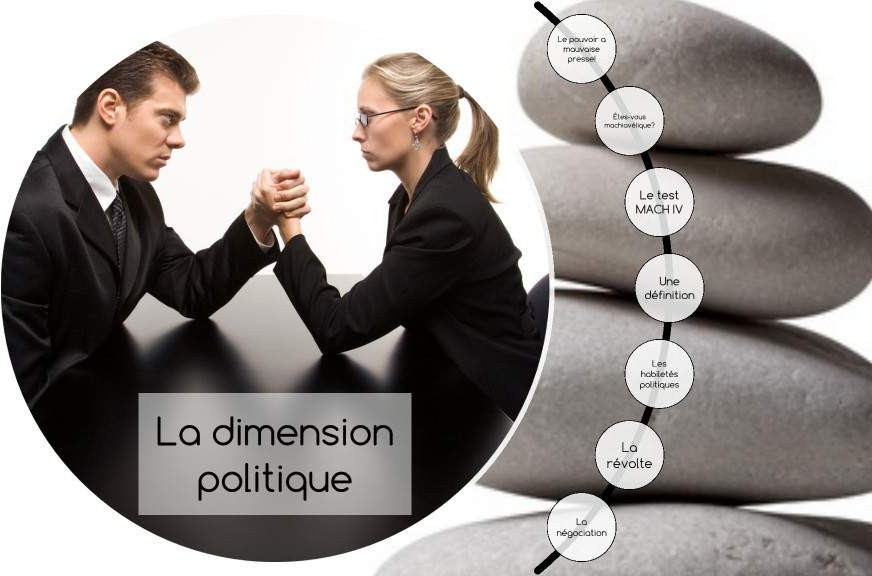 La dimension
politique
Le pouvoir a
mauvaise
presse!
Êtes-vous
machiavélique?
Le test
MACH IV
Une
définition
Les
habiletés
politiques
La
révolte
La
négociation